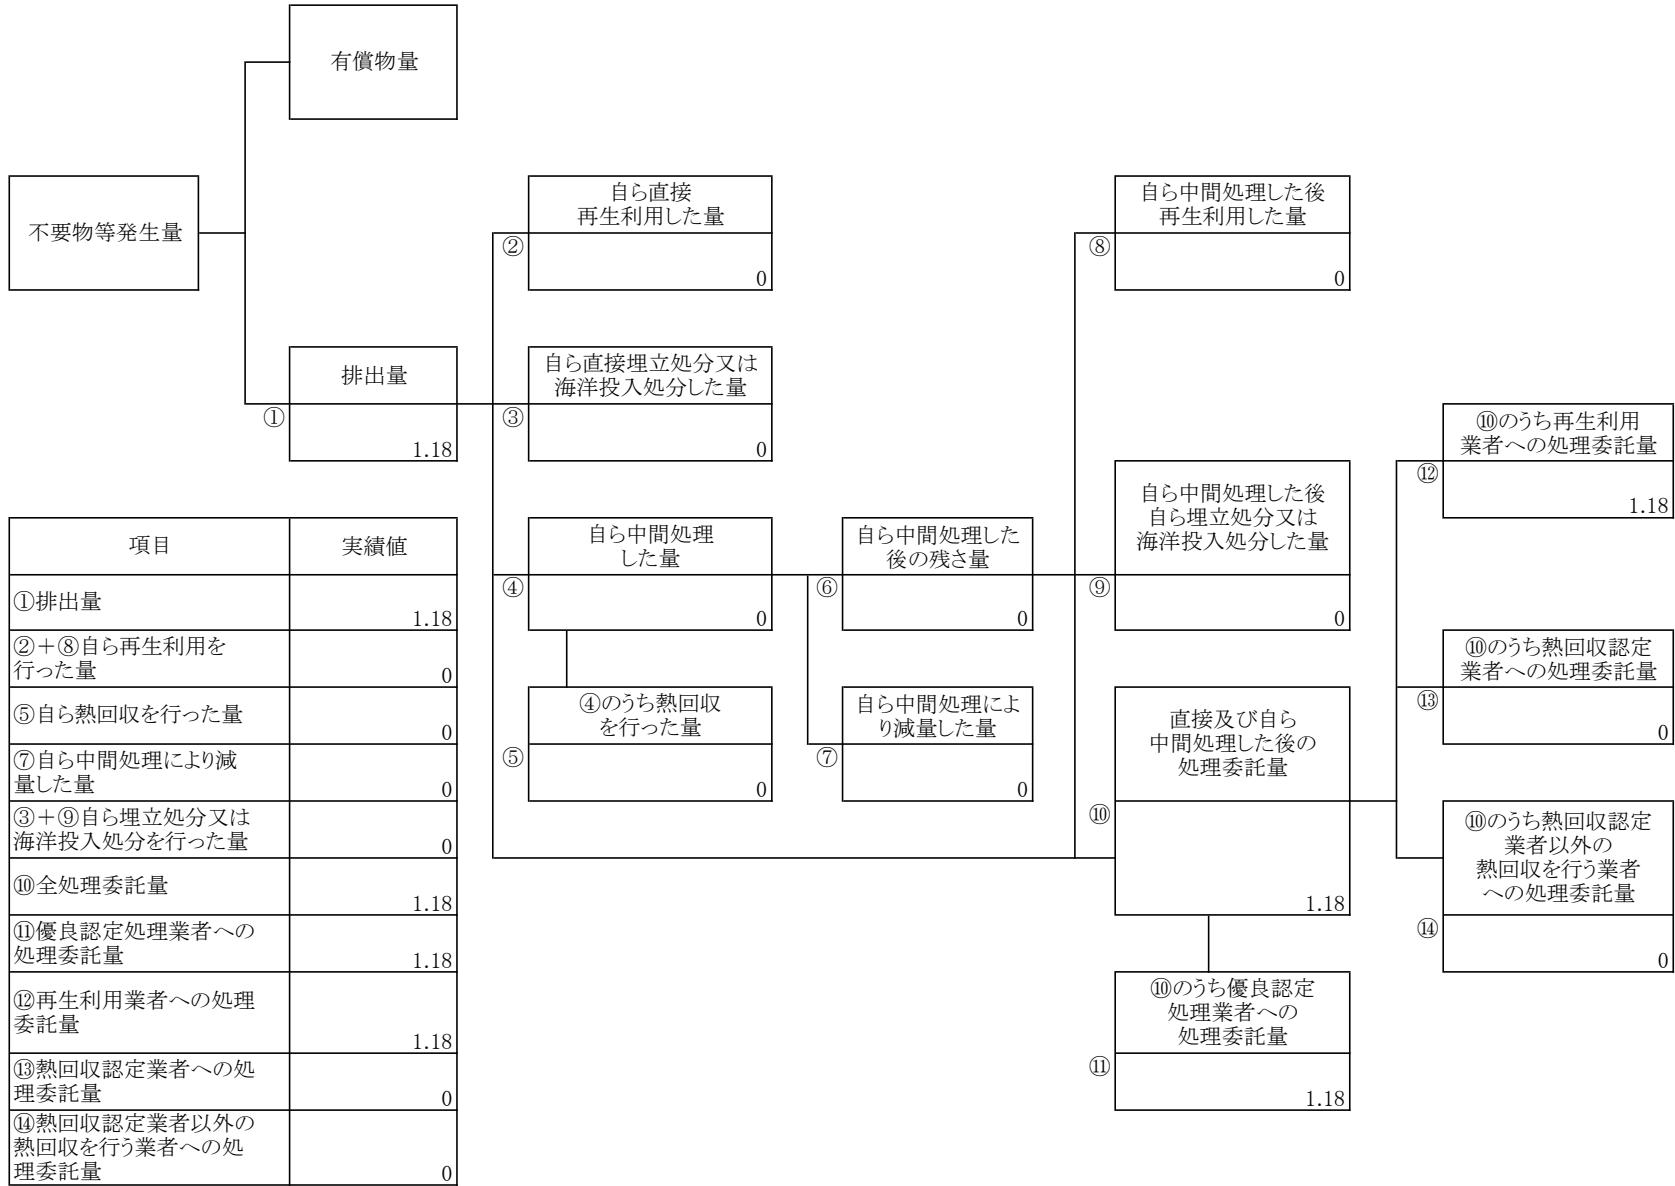 有償物量
不要物等発生量
自ら直接
再生利用した量
②
0
自ら中間処理した後
再生利用した量
⑧
0
排出量
①
1.18
自ら直接埋立処分又は
海洋投入処分した量
③
0
⑩のうち再生利用
業者への処理委託量
⑫
1.18
自ら中間処理
した量
④
0
自ら中間処理した
後の残さ量
⑥
0
自ら中間処理した後
自ら埋立処分又は
海洋投入処分した量
⑨
0
⑩のうち熱回収認定
業者への処理委託量
⑬
0
④のうち熱回収
を行った量
⑤
0
自ら中間処理によ
り減量した量
⑦
0
直接及び自ら
中間処理した後の
処理委託量
⑩
1.18
⑩のうち熱回収認定
業者以外の
熱回収を行う業者
への処理委託量
⑭
0
⑩のうち優良認定
処理業者への
処理委託量
⑪
1.18
項目 実績値
①排出量
1.18
②＋⑧自ら再生利用を
行った量
0
⑤自ら熱回収を行った量
0
⑦自ら中間処理により減
量した量
0
③＋⑨自ら埋立処分又は
海洋投入処分を行った量
0
⑩全処理委託量
1.18
⑪優良認定処理業者への
処理委託量
1.18
⑫再生利用業者への処理
委託量
1.18
⑬熱回収認定業者への処
理委託量
0
⑭熱回収認定業者以外の
熱回収を行う業者への処
理委託量
0